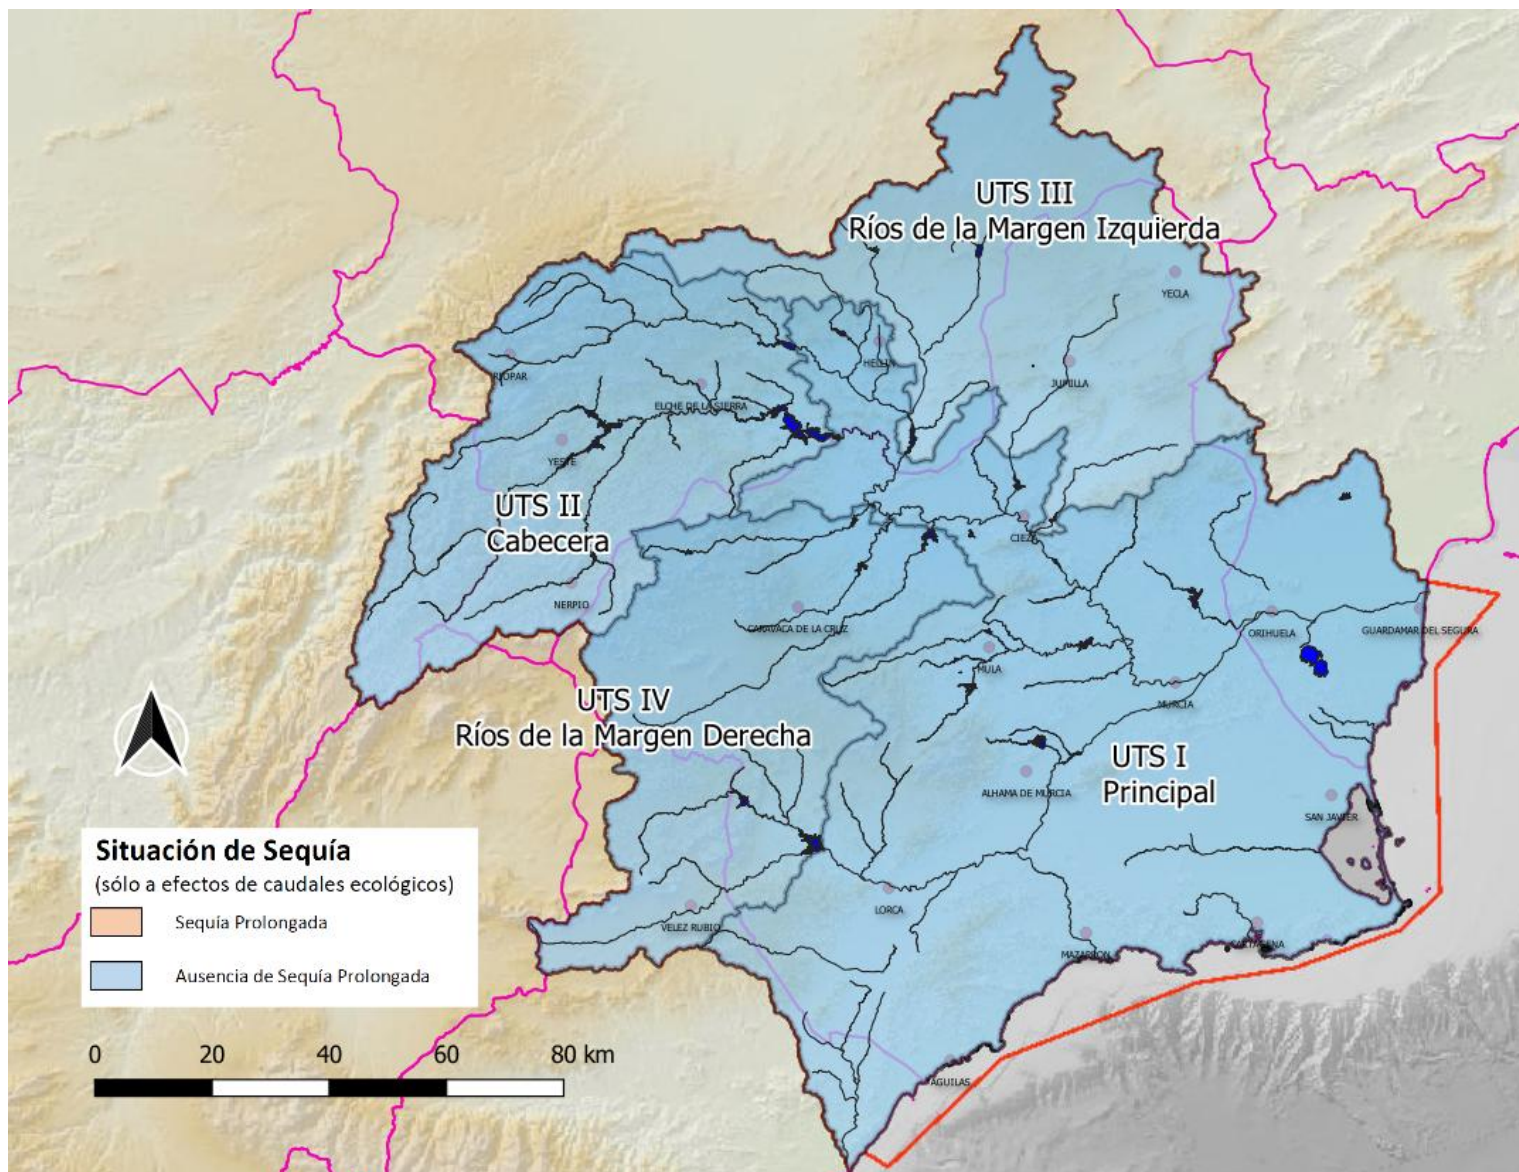 UTS III
Ríos de la Margen Izquierda
YECLA
HELLIN
RIOPAR
JUMILLA
ELCHE DE LA SIERRA
YESTE
UTS II
Cabecera
CIEZA
NERPIO
CARAVACA DE LA CRUZ
ORIHUELA
GUARDAMAR DEL SEGURA
MULA
UTS IV
Ríos de la Margen Derecha
MURCIA
UTS I
Principal
ALHAMA DE MURCIA
SAN JAVIER
Situación de Sequía
(sólo a efectos de caudales ecológicos)
Sequía Prolongada
Ausencia de Sequía Prolongada
LORCA
VELEZ RUBIO
CARTAGENA
MAZARRON
0 20 40 60 80 km
ÁGUILAS